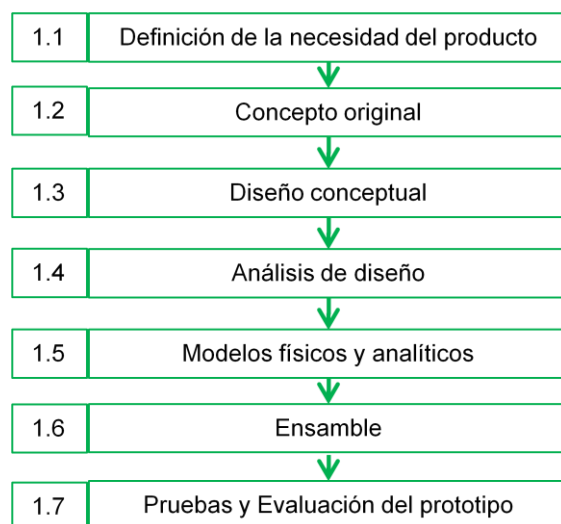 1.1 Definición de la necesidad del producto
1.2 Concepto original
1.3 Diseño conceptual
1.4 Análisis de diseño
1.5 Modelos físicos y analíticos
1.6 Ensamble
1.7 Pruebas y Evaluación del prototipo